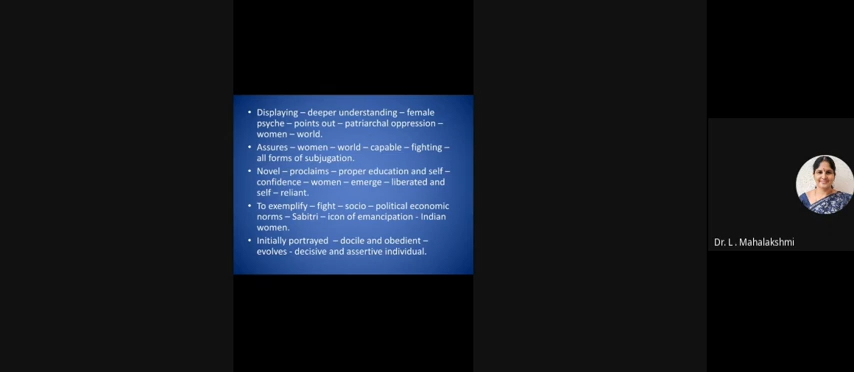 • Displaying – deeper understanding – female
psyche – points out – patriarchal oppression –
women – world.
• Assures – women – world – capable – fighting –
all forms of subjugation.
• Novel – proclaims – proper education and self –
confidence – women – emerge – liberated and
self – reliant.
• To exemplify – fight – socio – political economic
norms – Sabitri – icon of emancipation - Indian
women.
• Initially portrayed – docile and obedient –
evolves - decisive and assertive individual.
Dr. L . Mahalakshmi